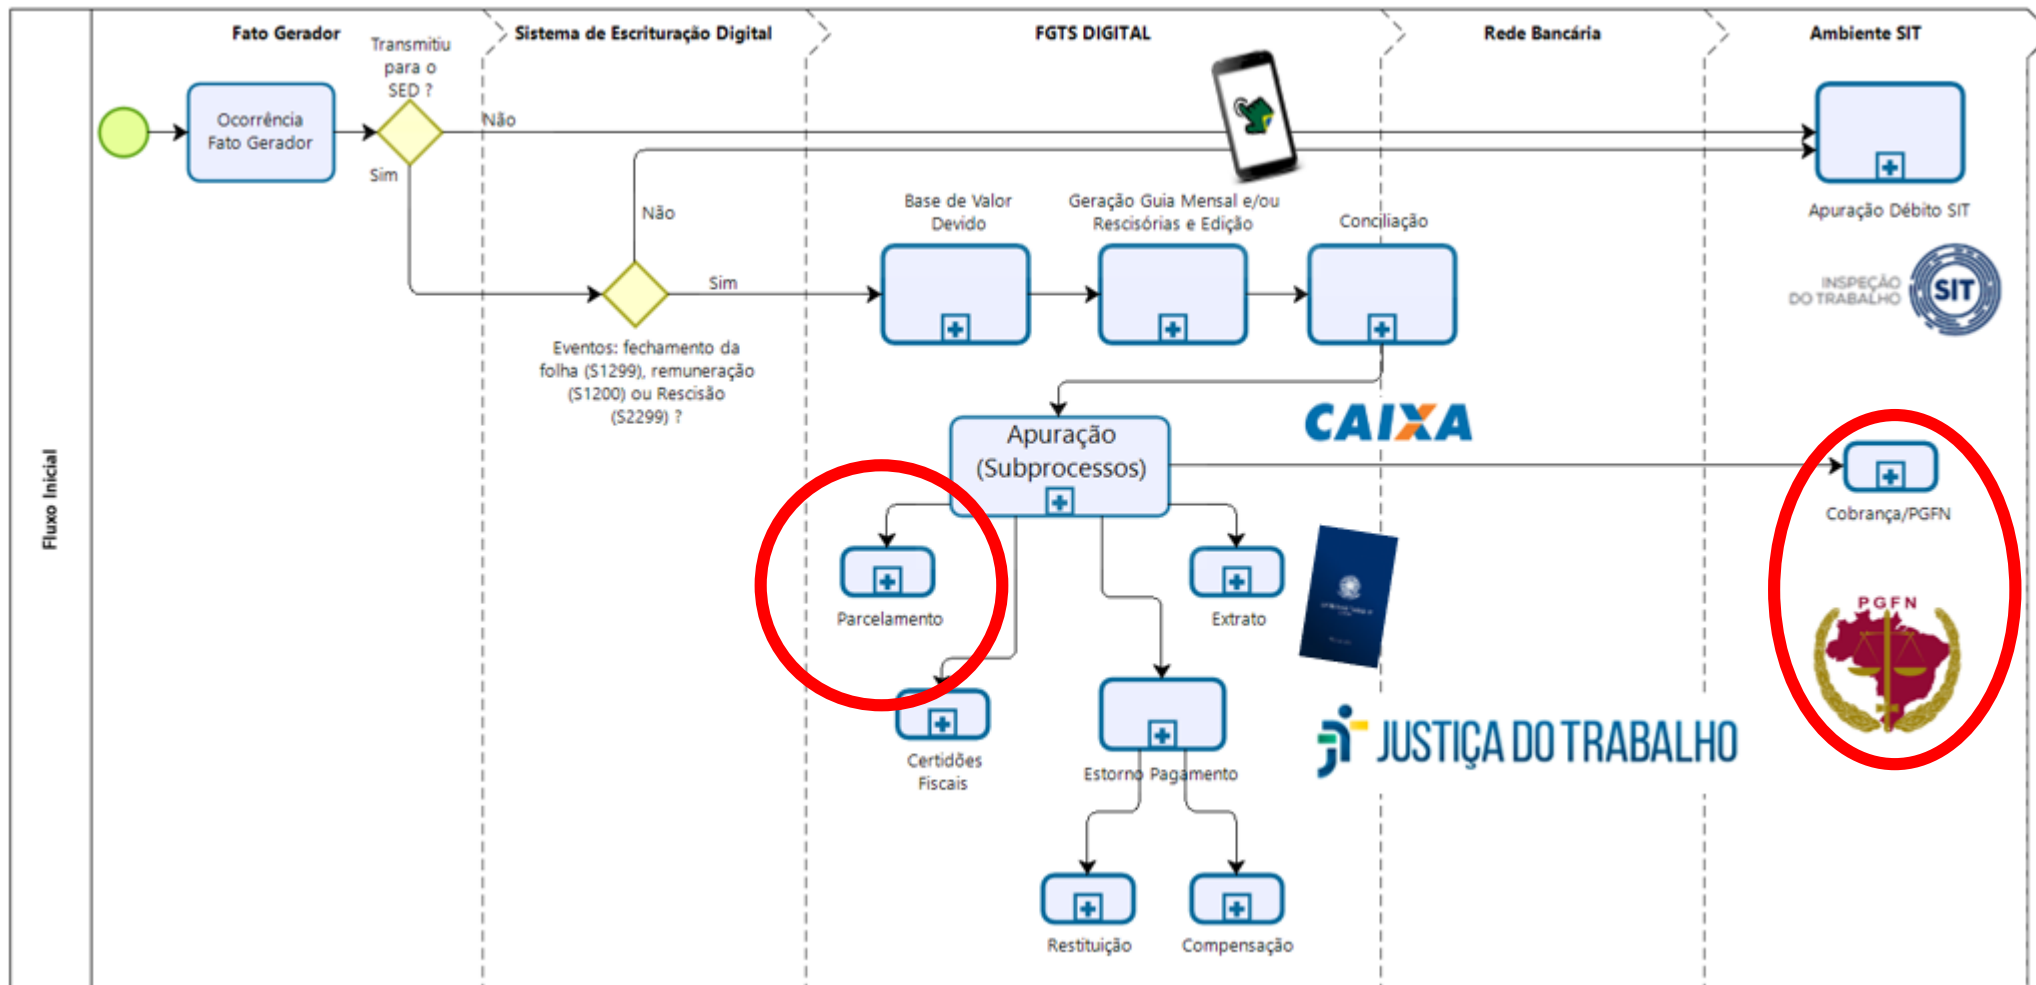 Fato Gerador
Sistema de Escrituração Digital
FGTS DIGITAL
Rede Bancária
Ambiente SIT
Fluxo Inicial
Transmitiu
para o
SED ?
Ocorrência
Fato Gerador
Não
Sim
Não
Sim
Eventos: fechamento da
folha (S1299), remuneração
(S1200) ou Rescisão
(S2299) ?
Base de Valor
Devido
Geração Guia Mensal e/ou
Rescisórias e Edição
Conciliação
Apuração Débito SIT
INSPEÇÃO
DO TRABALHO
SIT
CAIXA
Apuração
(Subprocessos)
Cobrança/PGFN
PGFN
Parcelamento
Extrato
Certidões
Fiscais
Estorno Pagamento
JUSTIÇA DO TRABALHO
Restituição
Compensação